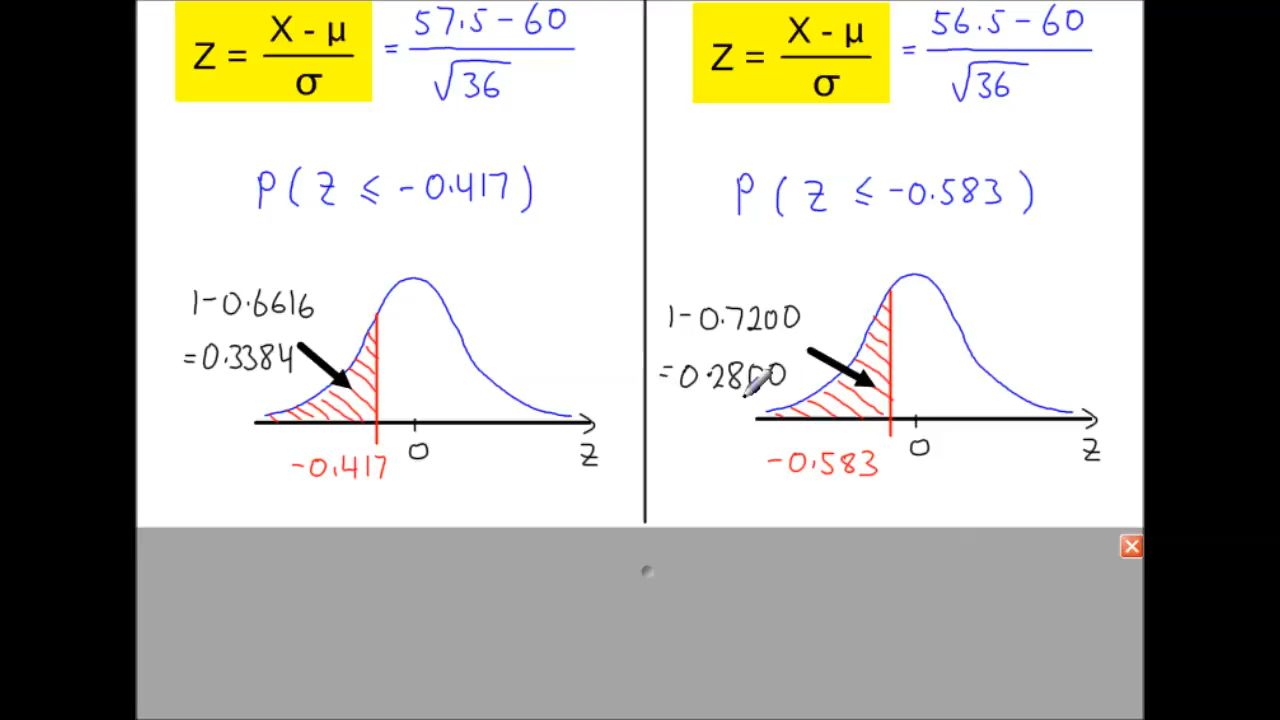 Z = X - μ / σ = 57.5 - 60 / √36
P ( Z ≤ - 0.417 )
1 - 0.6616
= 0.3384
-0.417
0
Z
Z = X - μ / σ = 56.5 - 60 / √36
P ( Z ≤ -0.583 )
1 - 0.7200
= 0.2800
-0.583
0
Z